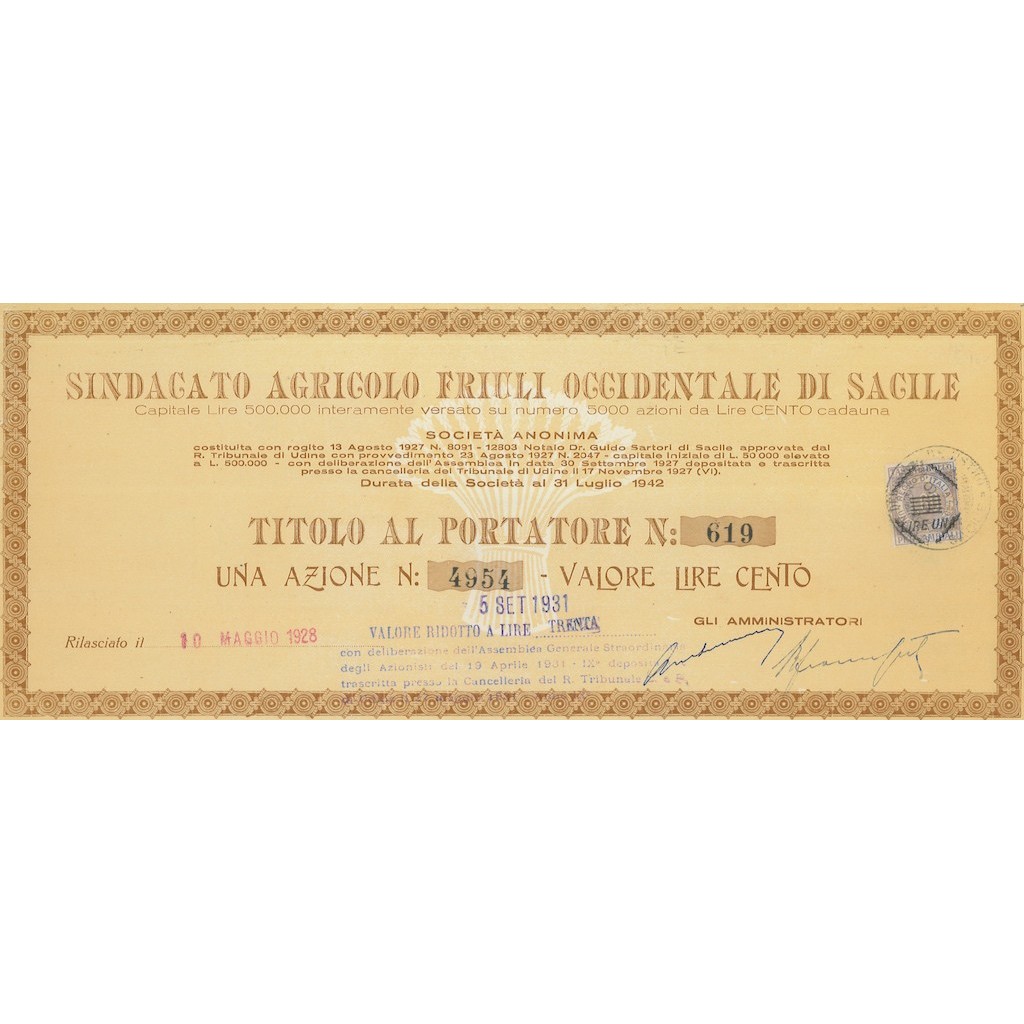 SINDACATO AGRICOLO FRIULI OCCIDENTALE DI SACILE
Capitale Lire 500.000 interamente versato su numero 5000 azioni da Lire CENTO cadauna
SOCIETÀ ANONIMA
costituita con rogito 13 Agosto 1927 N. 8091 - 12803 Notaio Dr. Guido Sartori di Sacile approvata dal
R. Tribunale di Udine con provvedimento 23 Agosto 1927 N. 2047 - capitale iniziale di L. 50 000 elevato
a L. 500.000 - con deliberazione dell'Assemblea in data 30 Settembre 1927 depositata e trascritta
presso la cancelleria del Tribunale di Udine il 17 Novembre 1927 (VI).
Durata della Società al 31 Luglio 1942
LIRE UNA
TITOLO AL PORTATORE N: 619
UNA AZIONE N: 4954 - VALORE LIRE CENTO
5 SET 1931
GLI AMMINISTRATORI
Rilasciato il 10 MAGGIO 1928
VALORE RIDOTTO A LIRE TRENTA
con deliberazione dell'Assemblea Generale Straordin
degli Azionisti del 19 Aprile 1931 - IXº depos
trascritta presso la Cancelleria del R. Tribunale